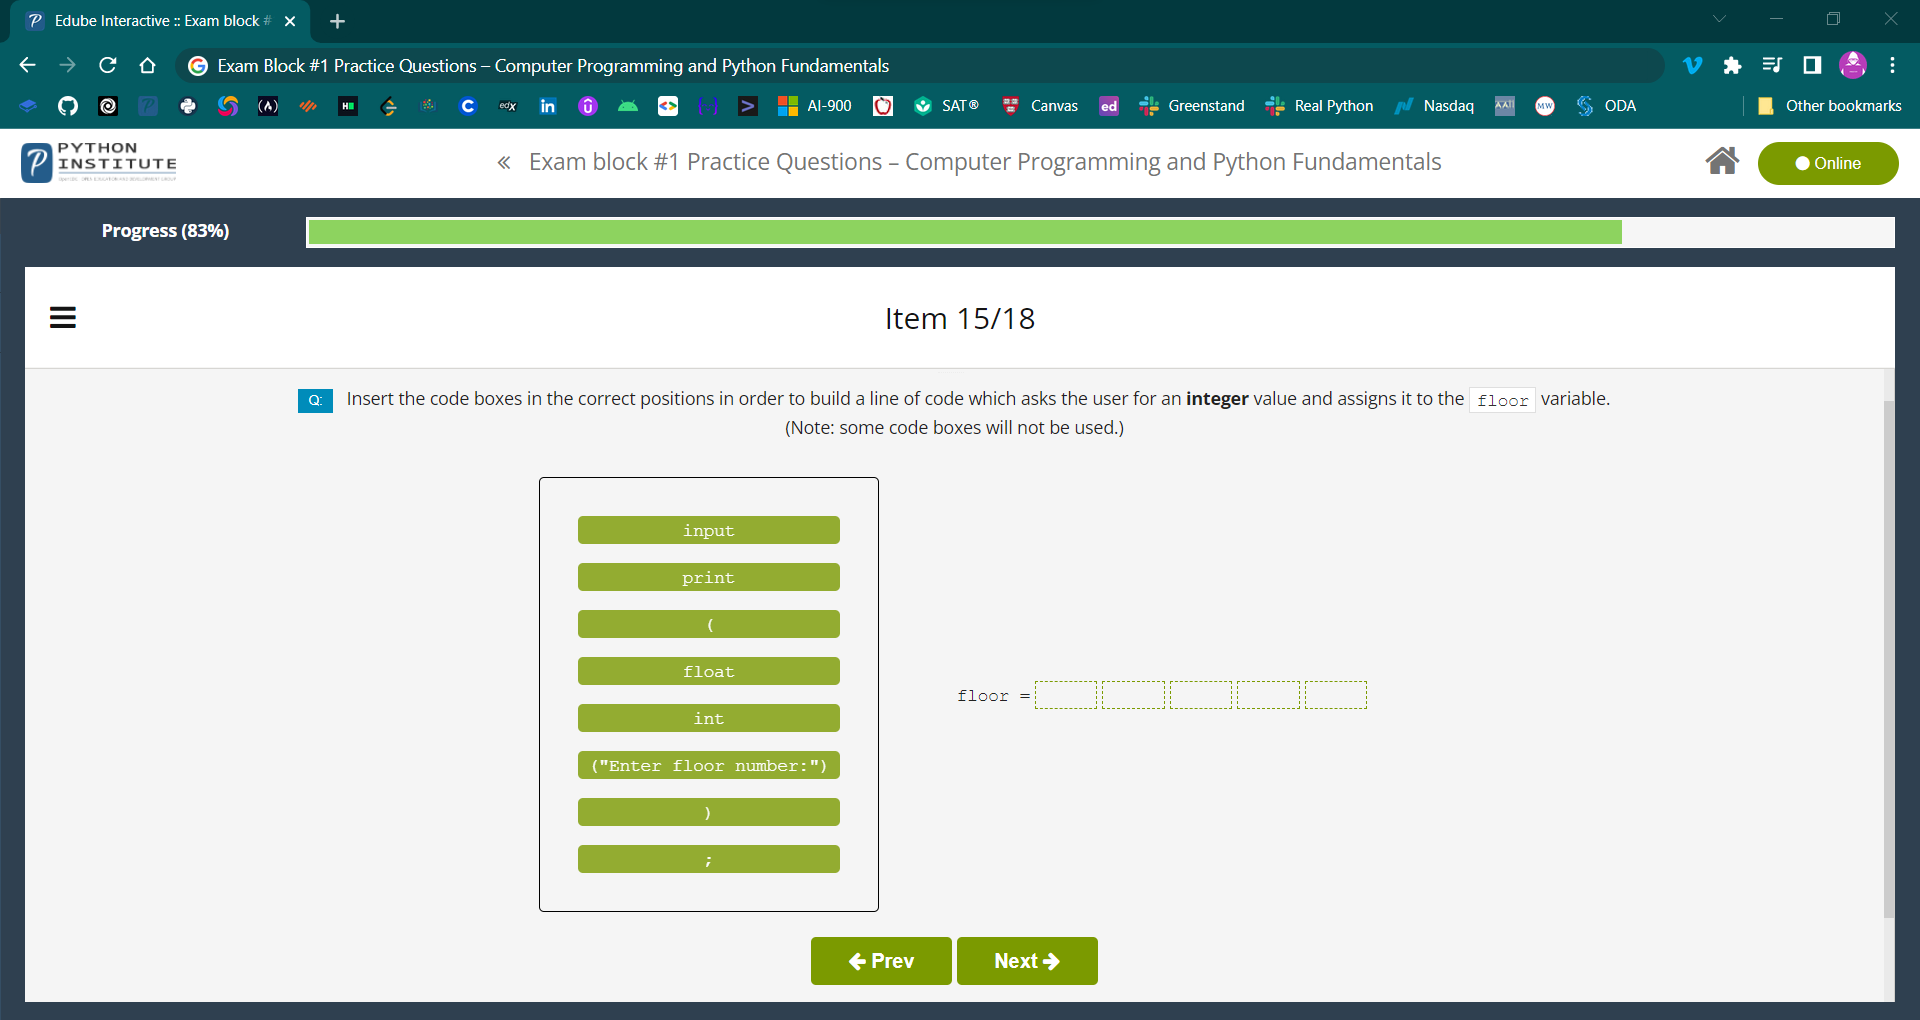 Edube Interactive :: Exam block #
Exam Block #1 Practice Questions – Computer Programming and Python Fundamentals
AI-900
SAT®
Canvas
ed
Greenstand
Real Python
Nasdaq
MW
ODA
Other bookmarks
PYTHON
INSTITUTE
« Exam block #1 Practice Questions – Computer Programming and Python Fundamentals
Online
Progress (83%)
Item 15/18
Q: Insert the code boxes in the correct positions in order to build a line of code which asks the user for an integer value and assigns it to the floor variable.
(Note: some code boxes will not be used.)
input
print
(
float
int
("Enter floor number:")
)
;
floor =
Prev
Next